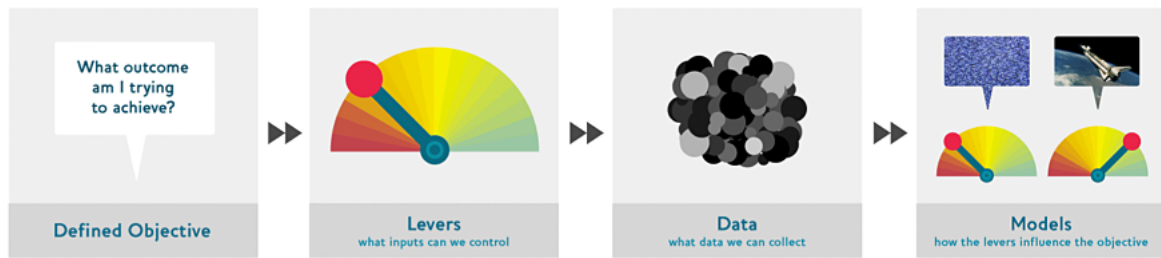 What outcome
am I trying
to achieve?
Defined Objective
Levers
what inputs can we control
Data
what data we can collect
Models
how the levers influence the objective